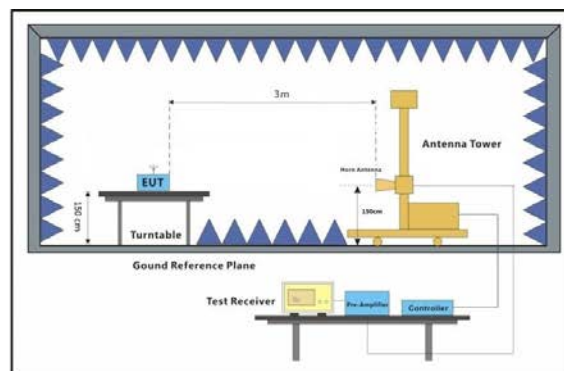 3m
Antenna Tower
Horn Antenna
EUT
150 cm
150cm
Turntable
Gound Reference Plane
Test Receiver
Pre-Amplifier
Controller